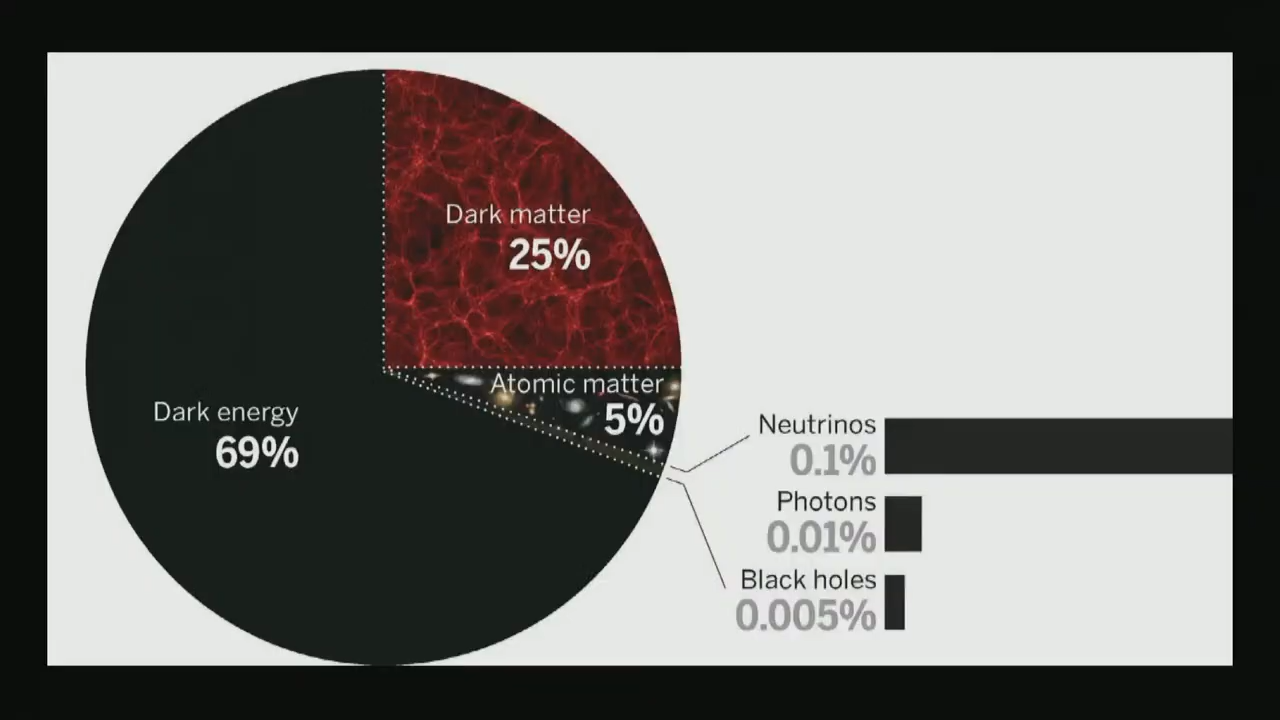 Dark matter
25%
Atomic matter
5%
Dark energy
69%
Neutrinos
0.1%
Photons
0.01%
Black holes
0.005%